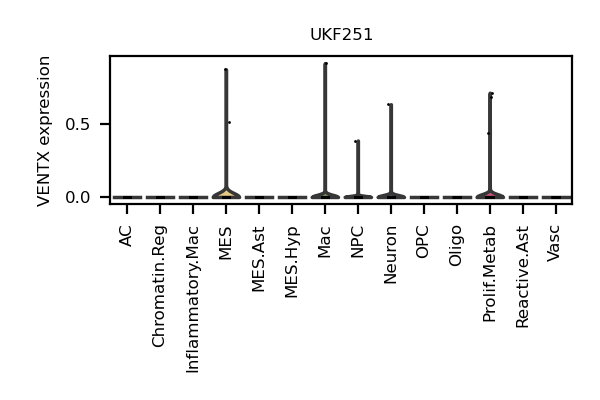 UKF251
VENTX expression
0.5
0.0
AC
Chromatin.Reg
Inflammatory.Mac
MES
MES.Ast
MES.Hyp
Mac
NPC
Neuron
OPC
Oligo
Prolif.Metab
Reactive.Ast
Vasc